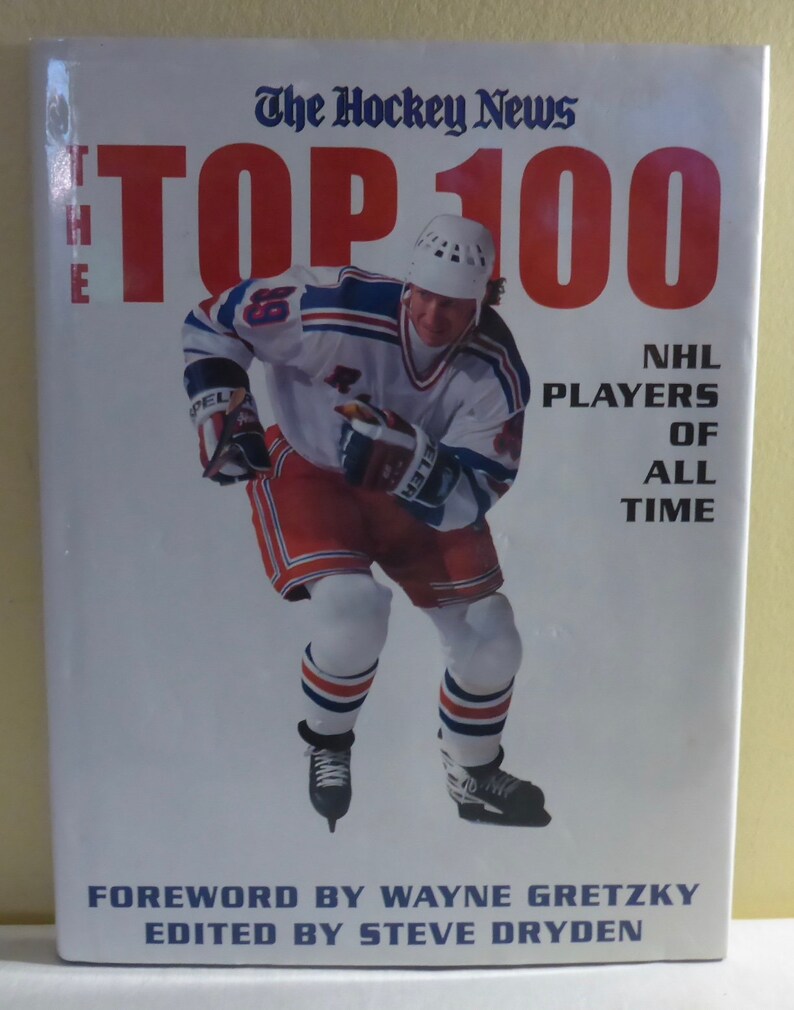 The Hockey News
THE TOP 100
NHL
PLAYERS
OF
ALL
TIME
99
R
FOREWORD BY WAYNE GRETZKY
EDITED BY STEVE DRYDEN